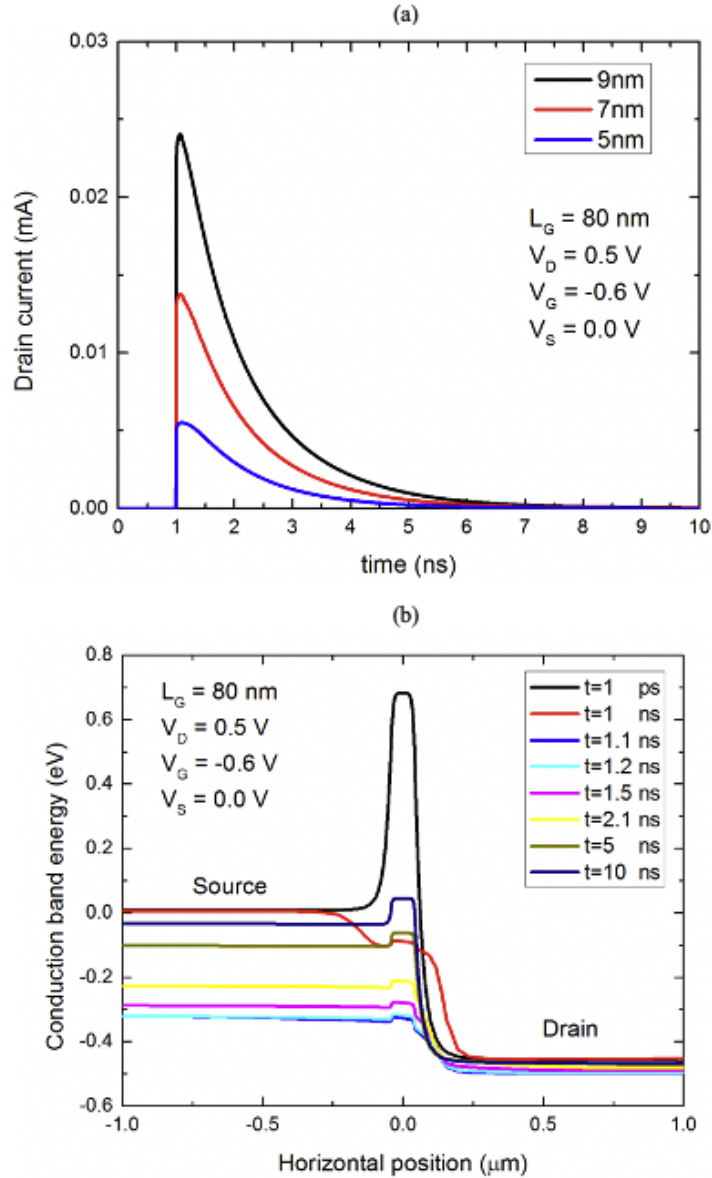 (a)
0.03
0.02
0.01
0.00
Drain current (mA)
9nm
7nm
5nm
L_G = 80 nm
V_D = 0.5 V
V_G = -0.6 V
V_S = 0.0 V
0 1 2 3 4 5 6 7 8 9 10
time (ns)
(b)
0.8
0.6
0.4
0.2
0.0
-0.2
-0.4
-0.6
Conduction band energy (eV)
L_G = 80 nm
V_D = 0.5 V
V_G = -0.6 V
V_S = 0.0 V
t=1 ps
t=1 ns
t=1.1 ns
t=1.2 ns
t=1.5 ns
t=2.1 ns
t=5 ns
t=10 ns
Source
Drain
-1.0 -0.5 0.0 0.5 1.0
Horizontal position (μm)